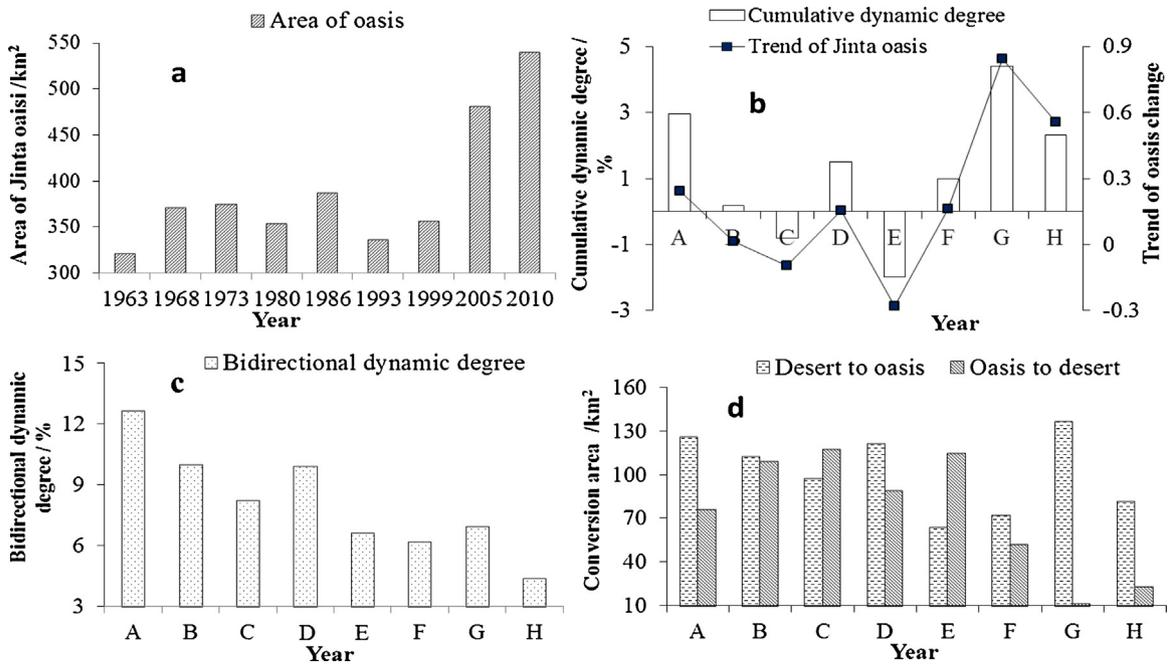 Area of oasis
a
Area of Jinta oaisi /km²
550
500
450
400
350
300
1963 1968 1973 1980 1986 1993 1999 2005 2010
Year
Cumulative dynamic degree
Trend of Jinta oasis
b
Cumulative dynamic degree /
%
5
3
1
-1
-3
A B C D E F G H
0.9
0.6
0.3
0
-0.3
Trend of oasis change
Year
Bidirectional dynamic degree
c
Bidirectional dynamic
degree / %
15
12
9
6
3
A B C D E F G H
Year
Desert to oasis Oasis to desert
d
Conversion area /km²
160
130
100
70
40
10
A B C D E F G H
Year